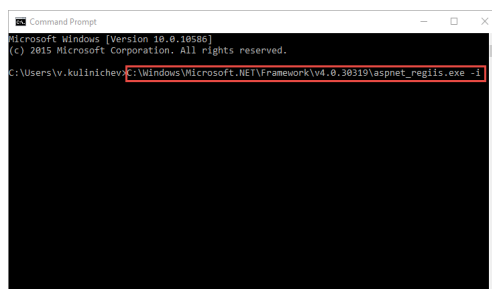 Command Prompt
Microsoft Windows [Version 10.0.10586]
(c) 2015 Microsoft Corporation. All rights reserved.
C:\Users\v.kulinichev>C:\Windows\Microsoft.NET\Framework\v4.0.30319\aspnet_regiis.exe -i